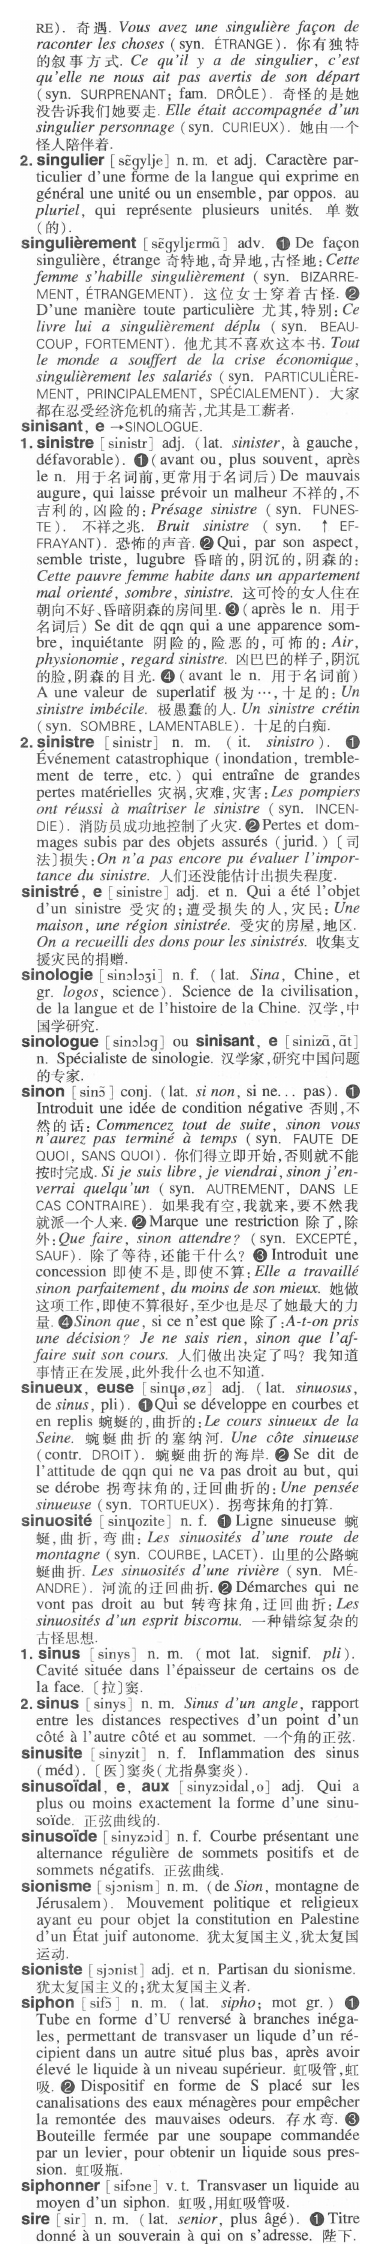 RE). 奇遇. Vous avez une singulière façon de
raconter les choses (syn. ÉTRANGE). 你有独特
的叙事方式. Ce qu'il y a de singulier, c'est
qu'elle ne nous ait pas avertis de son départ
(syn. SURPRENANT; fam. DRÔLE). 奇怪的是她
没告诉我们她要走. Elle était accompagnée d'un
singulier personnage (syn. CURIEUX). 她由一个
怪人陪伴着.
2. singulier [sɛ̃gylje] n. m. et adj. Caractère par-
ticulier d'une forme de la langue qui exprime en
général une unité ou un ensemble, par oppos. au
pluriel, qui représente plusieurs unités. 单数
(的).
singulièrement [sɛ̃gyljɛrmɑ̃] adv. ❶ De façon
singulière, étrange 奇特地,奇异地,古怪地: Cette
femme s'habille singulièrement (syn. BIZARRE-
MENT, ÉTRANGEMENT). 这位女士穿着古怪. ❷
D'une manière toute particulière 尤其,特别: Ce
livre lui a singulièrement déplu (syn. BEAU-
COUP, FORTEMENT). 他尤其不喜欢这本书. Tout
le monde a souffert de la crise économique,
singulièrement les salariés (syn. PARTICULIÈRE-
MENT, PRINCIPALEMENT, SPÉCIALEMENT). 大家
都在忍受经济危机的痛苦,尤其是工薪者.
sinisant, e →SINOLOGUE.
1. sinistre [sinistr] adj. (lat. sinister, à gauche,
défavorable). ❶(avant ou, plus souvent, après
le n. 用于名词前,更常用于名词后) De mauvais
augure, qui laisse prévoir un malheur 不祥的,不
吉利的,凶险的: Présage sinistre (syn. FUNES-
TE). 不祥之兆. Bruit sinistre (syn. ↑ EF-
FRAYANT). 恐怖的声音. ❷Qui, par son aspect,
semble triste, lugubre 昏暗的,阴沉的,阴森的:
Cette pauvre femme habite dans un appartement
mal orienté, sombre, sinistre. 这可怜的女人住在
朝向不好、昏暗阴森的房间里. ❸(après le n. 用于
名词后) Se dit de qqn qui a une apparence som-
bre, inquiétante 阴险的,险恶的,可怖的: Air,
physionomie, regard sinistre. 凶巴巴的样子,阴沉
的脸,阴森的目光. ❹(avant le n. 用于名词前)
A une valeur de superlatif 极为…,十足的: Un
sinistre imbécile. 极愚蠢的人. Un sinistre crétin
(syn. SOMBRE, LAMENTABLE). 十足的白痴.
2. sinistre [sinistr] n. m. (it. sinistro). ❶
Événement catastrophique (inondation, tremble-
ment de terre, etc.) qui entraîne de grandes
pertes matérielles 灾祸,灾难,灾害: Les pompiers
ont réussi à maîtriser le sinistre (syn. INCEN-
DIE). 消防员成功地控制了火灾. ❷Pertes et dom-
mages subis par des objets assurés (jurid.) 〔司
法〕损失: On n'a pas encore pu évaluer l'impor-
tance du sinistre. 人们还没能估计出损失程度.
sinistré, e [sinistre] adj. et n. Qui a été l'objet
d'un sinistre 受灾的;遭受损失的人,灾民: Une
maison, une région sinistrée. 受灾的房屋,地区.
On a recueilli des dons pour les sinistrés. 收集支
援灾民的捐赠.
sinologie [sinɔlɔʒi] n. f. (lat. Sina, Chine, et
gr. logos, science). Science de la civilisation,
de la langue et de l'histoire de la Chine. 汉学,中
国学研究.
sinologue [sinɔlɔg] ou sinisant, e [sinizɑ̃, ɑ̃t]
n. Spécialiste de sinologie. 汉学家,研究中国问题
的专家.
sinon [sinɔ̃] conj. (lat. si non, si ne... pas). ❶
Introduit une idée de condition négative 否则,不
然的话: Commencez tout de suite, sinon vous
n'aurez pas terminé à temps (syn. FAUTE DE
QUOI, SANS QUOI). 你们得立即开始,否则就不能
按时完成. Si je suis libre, je viendrai, sinon j'en-
verrai quelqu'un (syn. AUTREMENT, DANS LE
CAS CONTRAIRE). 如果我有空,我就来,要不然我
就派一个人来. ❷ Marque une restriction 除了,除
外: Que faire, sinon attendre? (syn. EXCEPTÉ,
SAUF). 除了等待,还能干什么? ❸ Introduit une
concession 即使不是,即使不算: Elle a travaillé
sinon parfaitement, du moins de son mieux. 她做
这项工作,即使不算很好,至少也是尽了她最大的力
量. ❹Sinon que, si ce n'est que 除了: A-t-on pris
une décision? Je ne sais rien, sinon que l'af-
faire suit son cours. 人们做出决定了吗? 我知道
事情正在发展,此外我什么也不知道.
sinueux, euse [sinɥø,øz] adj. (lat. sinuosus,
de sinus, pli). ❶Qui se développe en courbes et
en replis 蜿蜒的,曲折的: Le cours sinueux de la
Seine. 蜿蜒曲折的塞纳河. Une côte sinueuse
(contr. DROIT). 蜿蜒曲折的海岸. ❷ Se dit de
l'attitude de qqn qui ne va pas droit au but, qui
se dérobe 拐弯抹角的,迂回曲折的: Une pensée
sinueuse (syn. TORTUEUX). 拐弯抹角的打算.
sinuosité [sinɥozite] n. f. ❶ Ligne sinueuse 蜿
蜒,曲折,弯曲: Les sinuosités d'une route de
montagne (syn. COURBE, LACET). 山里的公路蜿
蜒曲折. Les sinuosités d'une rivière (syn. MÉ-
ANDRE). 河流的迂回曲折. ❷ Démarches qui ne
vont pas droit au but 转弯抹角,迂回曲折: Les
sinuosités d'un esprit biscornu. 一种错综复杂的
古怪思想.
1. sinus [sinys] n. m. (mot lat. signif. pli).
Cavité située dans l'épaisseur de certains os de
la face. 〔拉〕窦.
2. sinus [sinys] n. m. Sinus d'un angle, rapport
entre les distances respectives d'un point d'un
côté à l'autre côté et au sommet. 一个角的正弦.
sinusite [sinyzit] n. f. Inflammation des sinus
(méd). 〔医〕窦炎(尤指鼻窦炎).
sinusoïdal, e, aux [sinyzɔidal,o] adj. Qui a
plus ou moins exactement la forme d'une sinu-
soïde. 正弦曲线的.
sinusoïde [sinyzɔid] n. f. Courbe présentant une
alternance régulière de sommets positifs et de
sommets négatifs. 正弦曲线.
sionisme [sjɔnism] n. m. (de Sion, montagne de
Jérusalem). Mouvement politique et religieux
ayant eu pour objet la constitution en Palestine
d'un État juif autonome. 犹太复国主义,犹太复国
运动.
sioniste [sjɔnist] adj. et n. Partisan du sionisme.
犹太复国主义的;犹太复国主义者.
siphon [sifɔ̃] n. m. (lat. sipho; mot gr.) ❶
Tube en forme d'U renversé à branches inéga-
les, permettant de transvaser un liqude d'un ré-
cipient dans un autre situé plus bas, après avoir
élevé le liquide à un niveau supérieur. 虹吸管,虹
吸. ❷ Dispositif en forme de S placé sur les
canalisations des eaux ménagères pour empêcher
la remontée des mauvaises odeurs. 存水弯. ❸
Bouteille fermée par une soupape commandée
par un levier, pour obtenir un liquide sous pres-
sion. 虹吸瓶.
siphonner [sifɔne] v. t. Transvaser un liquide au
moyen d'un siphon. 虹吸,用虹吸管吸.
sire [sir] n. m. (lat. senior, plus âgé). ❶ Titre
donné à un souverain à qui on s'adresse. 陛下.